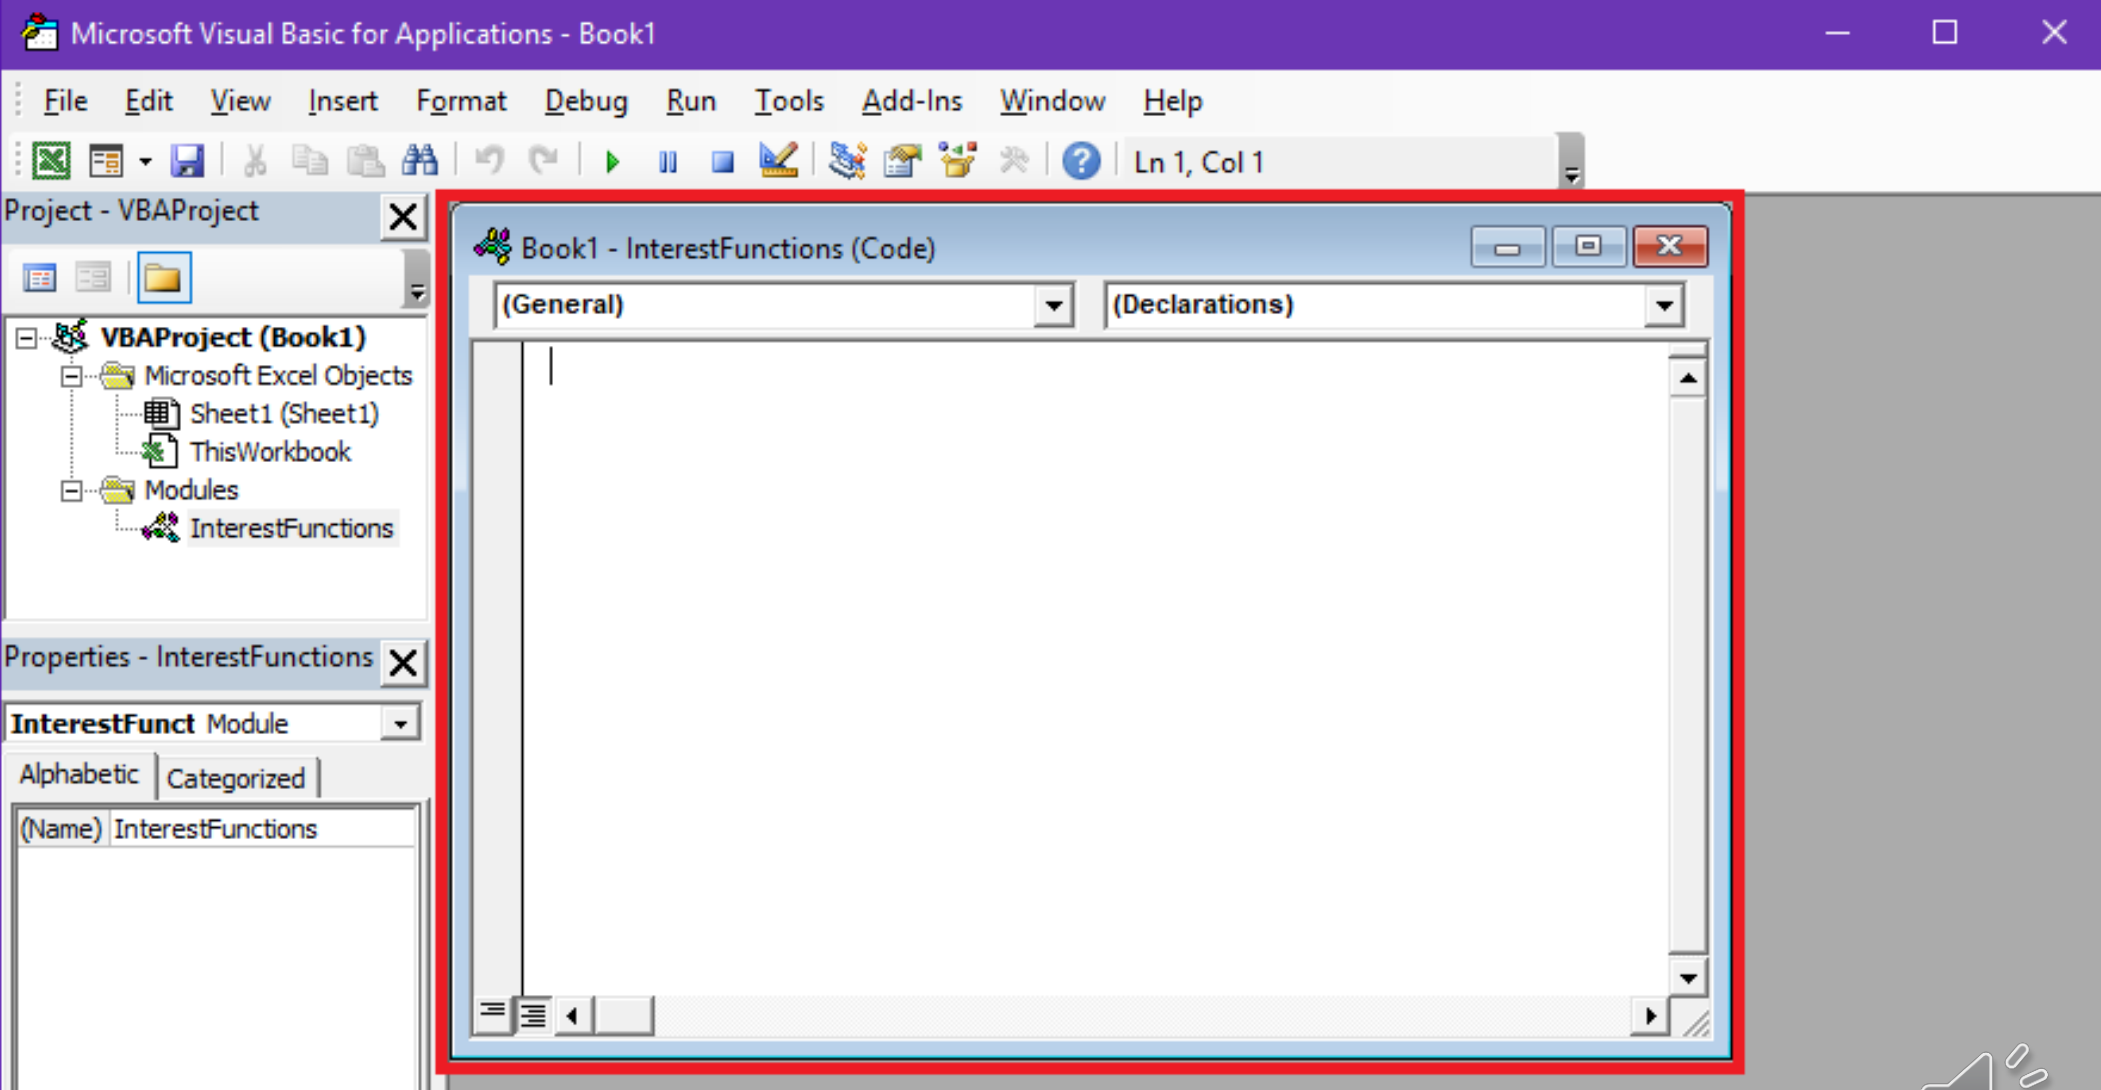 Microsoft Visual Basic for Applications - Book1
File Edit View Insert Format Debug Run Tools Add-Ins Window Help
Ln 1, Col 1
Project - VBAProject
VBAProject (Book1)
Microsoft Excel Objects
Sheet1 (Sheet1)
ThisWorkbook
Modules
InterestFunctions
Properties - InterestFunctions
InterestFunct Module
Alphabetic Categorized
(Name) InterestFunctions
Book1 - InterestFunctions (Code)
(General) (Declarations)